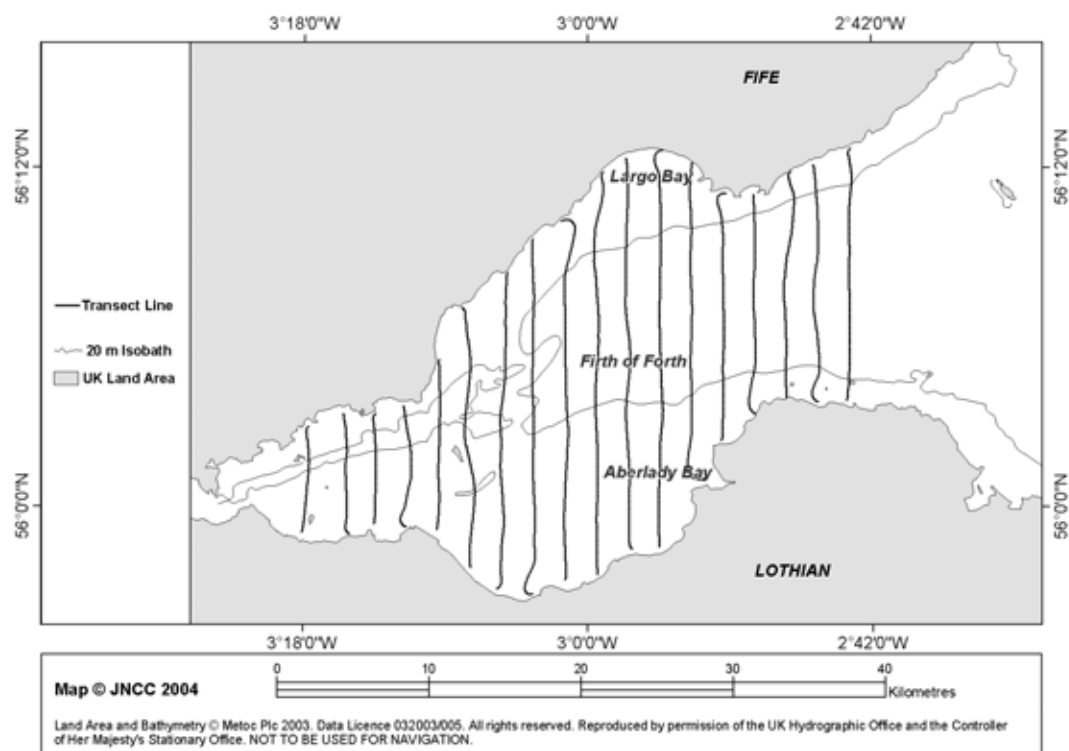 3°18'0"W 3°0'0"W 2°42'0"W
FIFE
56°12'0"N 56°12'0"N
Largo Bay
Transect Line
20 m Isobath
UK Land Area
Firth of Forth
Aberlady Bay
56°0'0"N 56°0'0"N
LOTHIAN
3°18'0"W 3°0'0"W 2°42'0"W
0 10 20 30 40
Map © JNCC 2004
Kilometres
Land Area and Bathymetry © Metoc Plc 2003. Data Licence 032003/005. All rights reserved. Reproduced by permission of the UK Hydrographic Office and the Controller
of Her Majesty's Stationary Office. NOT TO BE USED FOR NAVIGATION.